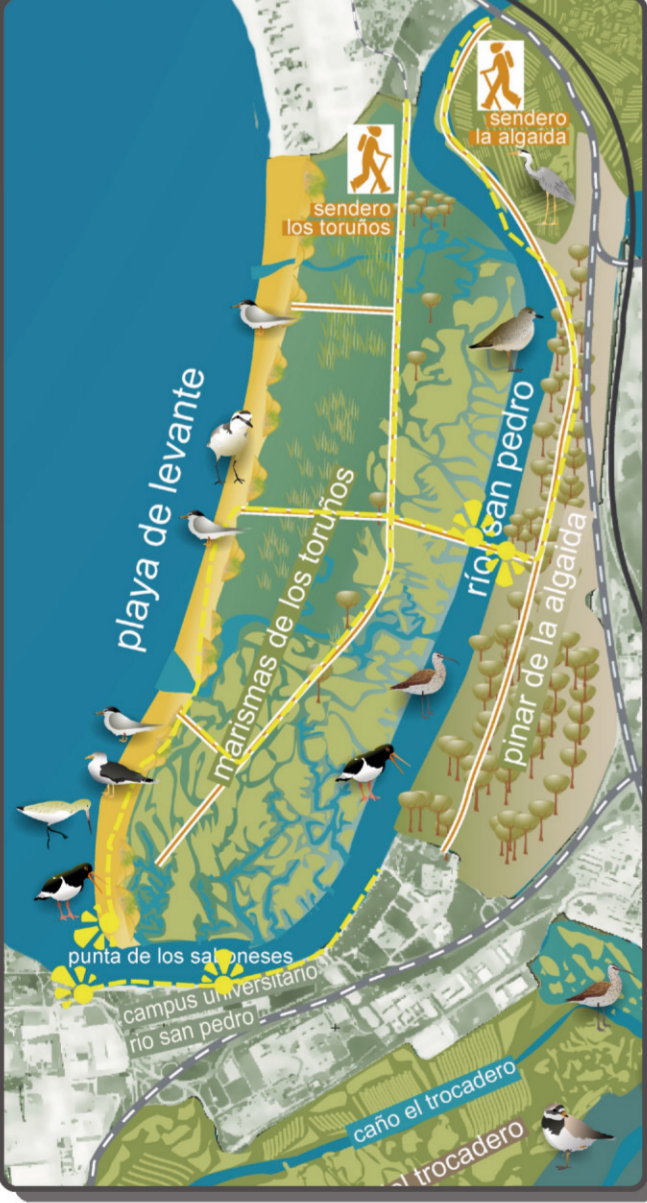 sendero
la algaida
sendero
los toruños
playa de levante
marismas de los toruños
río san pedro
pinar de la algaida
punta de los saboneses
campus universitario
río san pedro
caño el trocadero
el trocadero